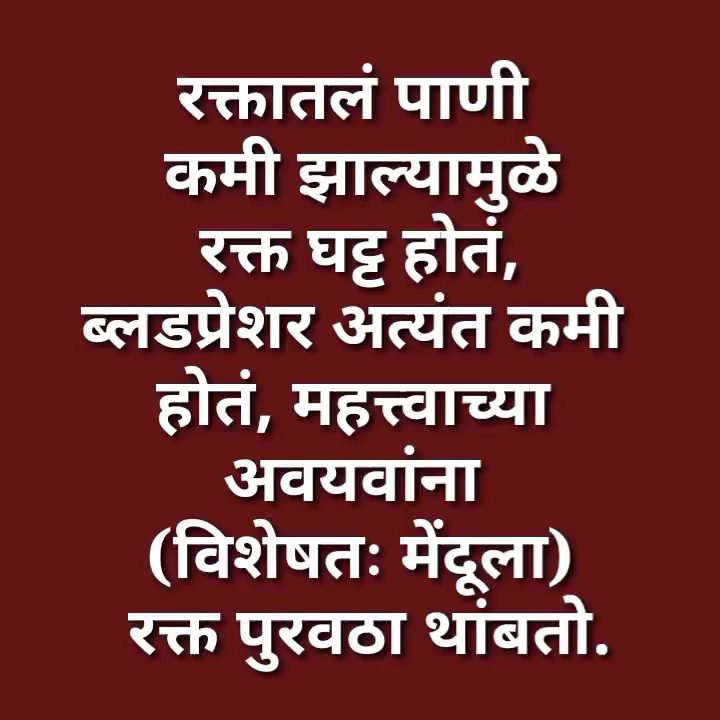 रक्तातलं पाणी
कमी झाल्यामुळे
रक्त घट्ट होतं,
ब्लडप्रेशर अत्यंत कमी
होतं, महत्त्वाच्या
अवयवांना
(विशेषतः मेंदूला)
रक्त पुरवठा थांबतो.